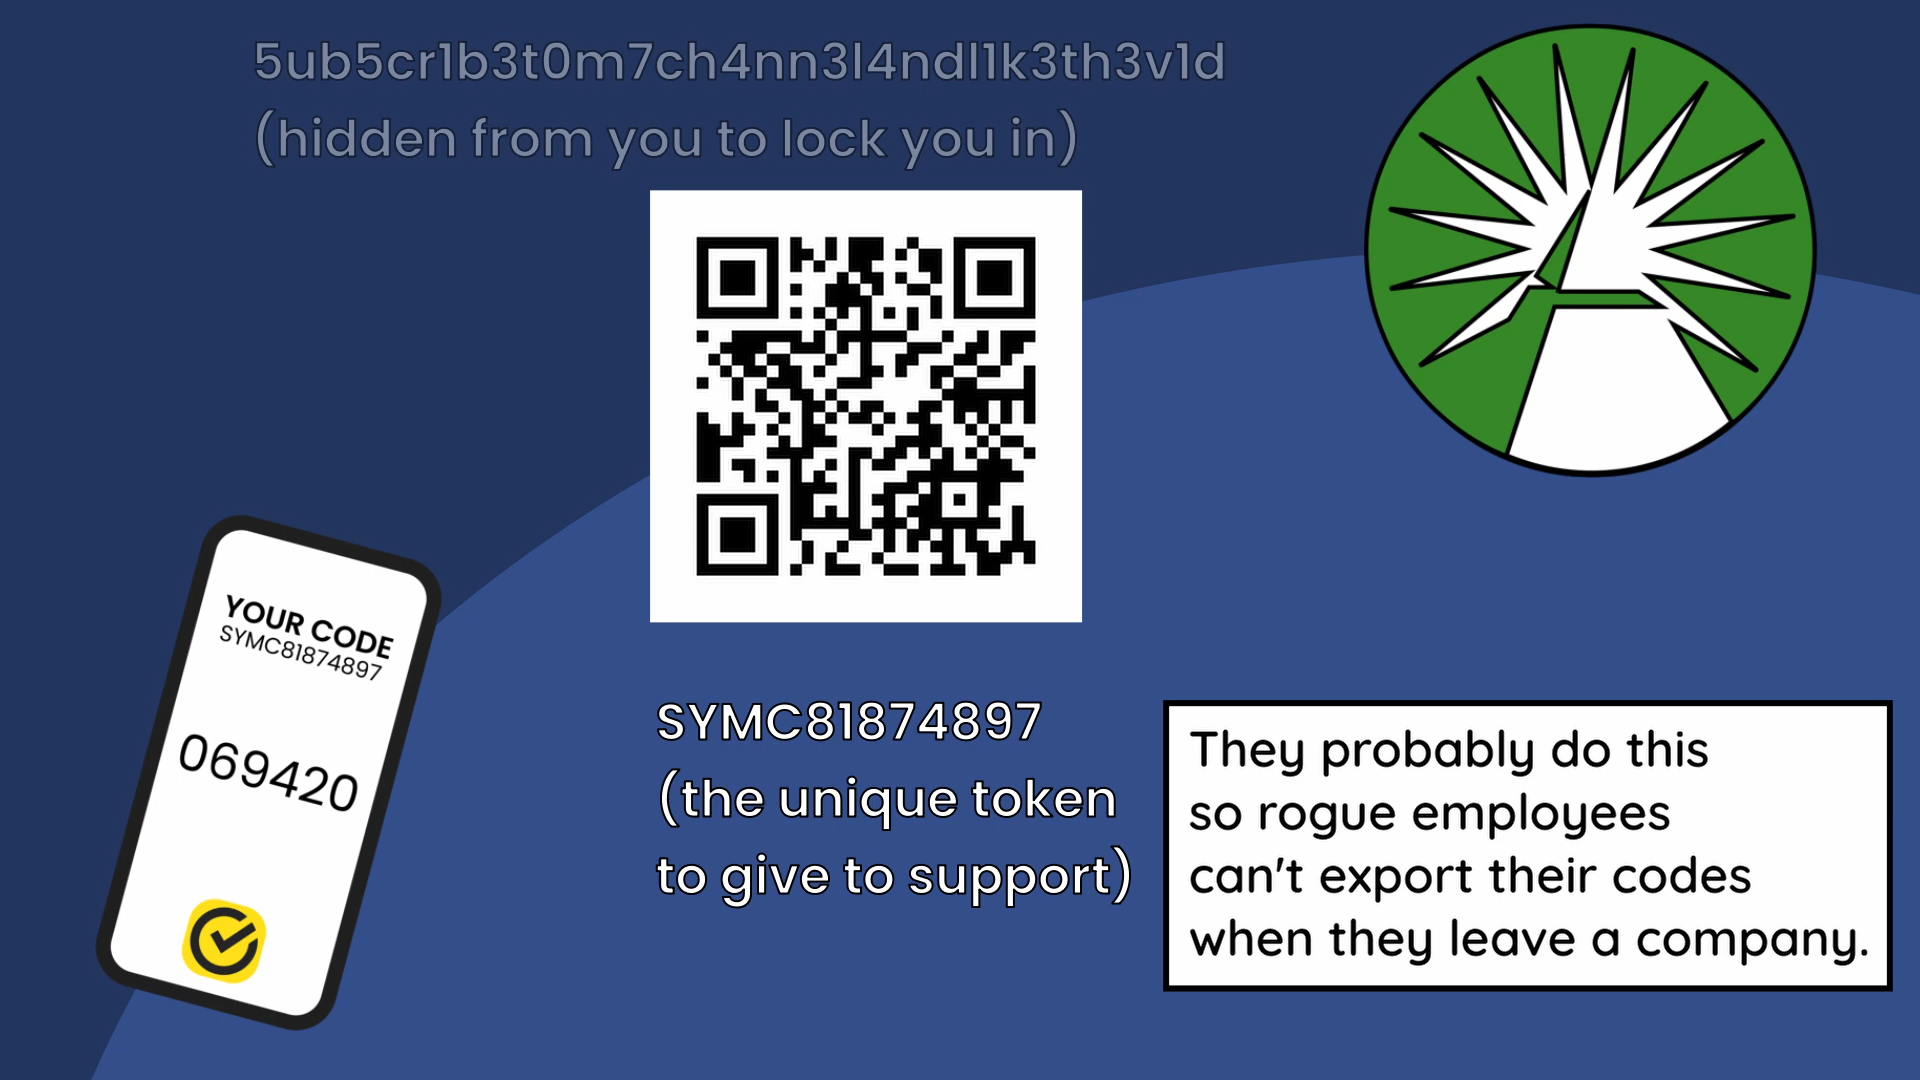 5ub5cr1b3t0m7ch4nn3l4ndl1k3th3v1d
(hidden from you to lock you in)
YOUR CODE
SYMC81874897
069420
SYMC81874897
(the unique token
to give to support)
They probably do this
so rogue employees
can't export their codes
when they leave a company.